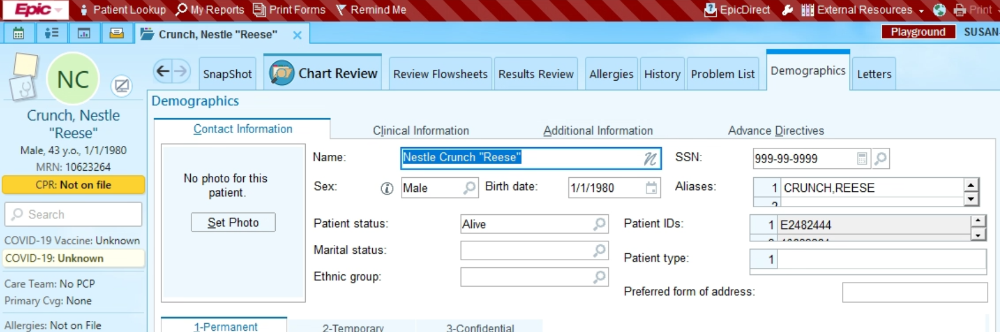 Epic Patient Lookup My Reports Print Forms Remind Me EpicDirect External Resources Print
Crunch, Nestle "Reese" Playground SUSAN
NC
SnapShot Chart Review Review Flowsheets Results Review Allergies History Problem List Demographics Letters
Demographics
Crunch, Nestle
"Reese"
Male, 43 y.o., 1/1/1980
MRN: 10623264
CPR: Not on file
Search
COVID-19 Vaccine: Unknown
COVID-19: Unknown
Care Team: No PCP
Primary Cvg: None
Allergies: Not on File
Contact Information Clinical Information Additional Information Advance Directives
No photo for this
patient.
Set Photo
Name: Nestle Crunch "Reese" SSN: 999-99-9999
Sex: Male Birth date: 1/1/1980 Aliases: 1 CRUNCH,REESE
2
Patient status: Alive Patient IDs: 1 E2482444
Marital status:
Patient type: 1
Ethnic group:
Preferred form of address:
1-Permanent 2-Temporary 3-Confidential